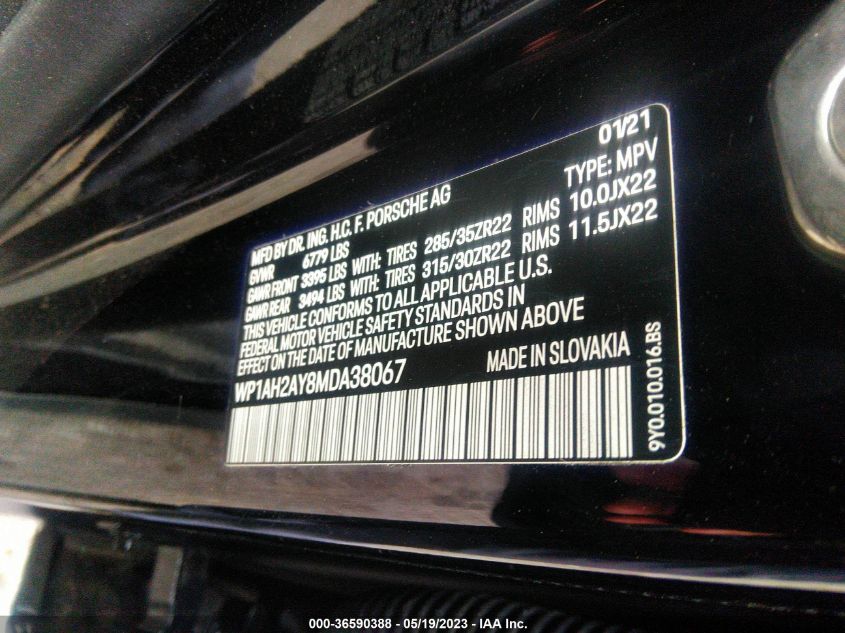 01/21
MFD BY DR. ING. H.C. F. PORSCHE AG TYPE: MPV
GVWR 6779 LBS
GAWR FRONT 3395 LBS WITH: TIRES 285/35ZR22 RIMS 10.0JX22
GAWR REAR 3494 LBS WITH: TIRES 315/30ZR22 RIMS 11.5JX22
THIS VEHICLE CONFORMS TO ALL APPLICABLE U.S.
FEDERAL MOTOR VEHICLE SAFETY STANDARDS IN
EFFECT ON THE DATE OF MANUFACTURE SHOWN ABOVE
WP1AH2AY8MDA38067 MADE IN SLOVAKIA
9Y0.010.016.BS
000-36590388 - 05/19/2023 - IAA Inc.